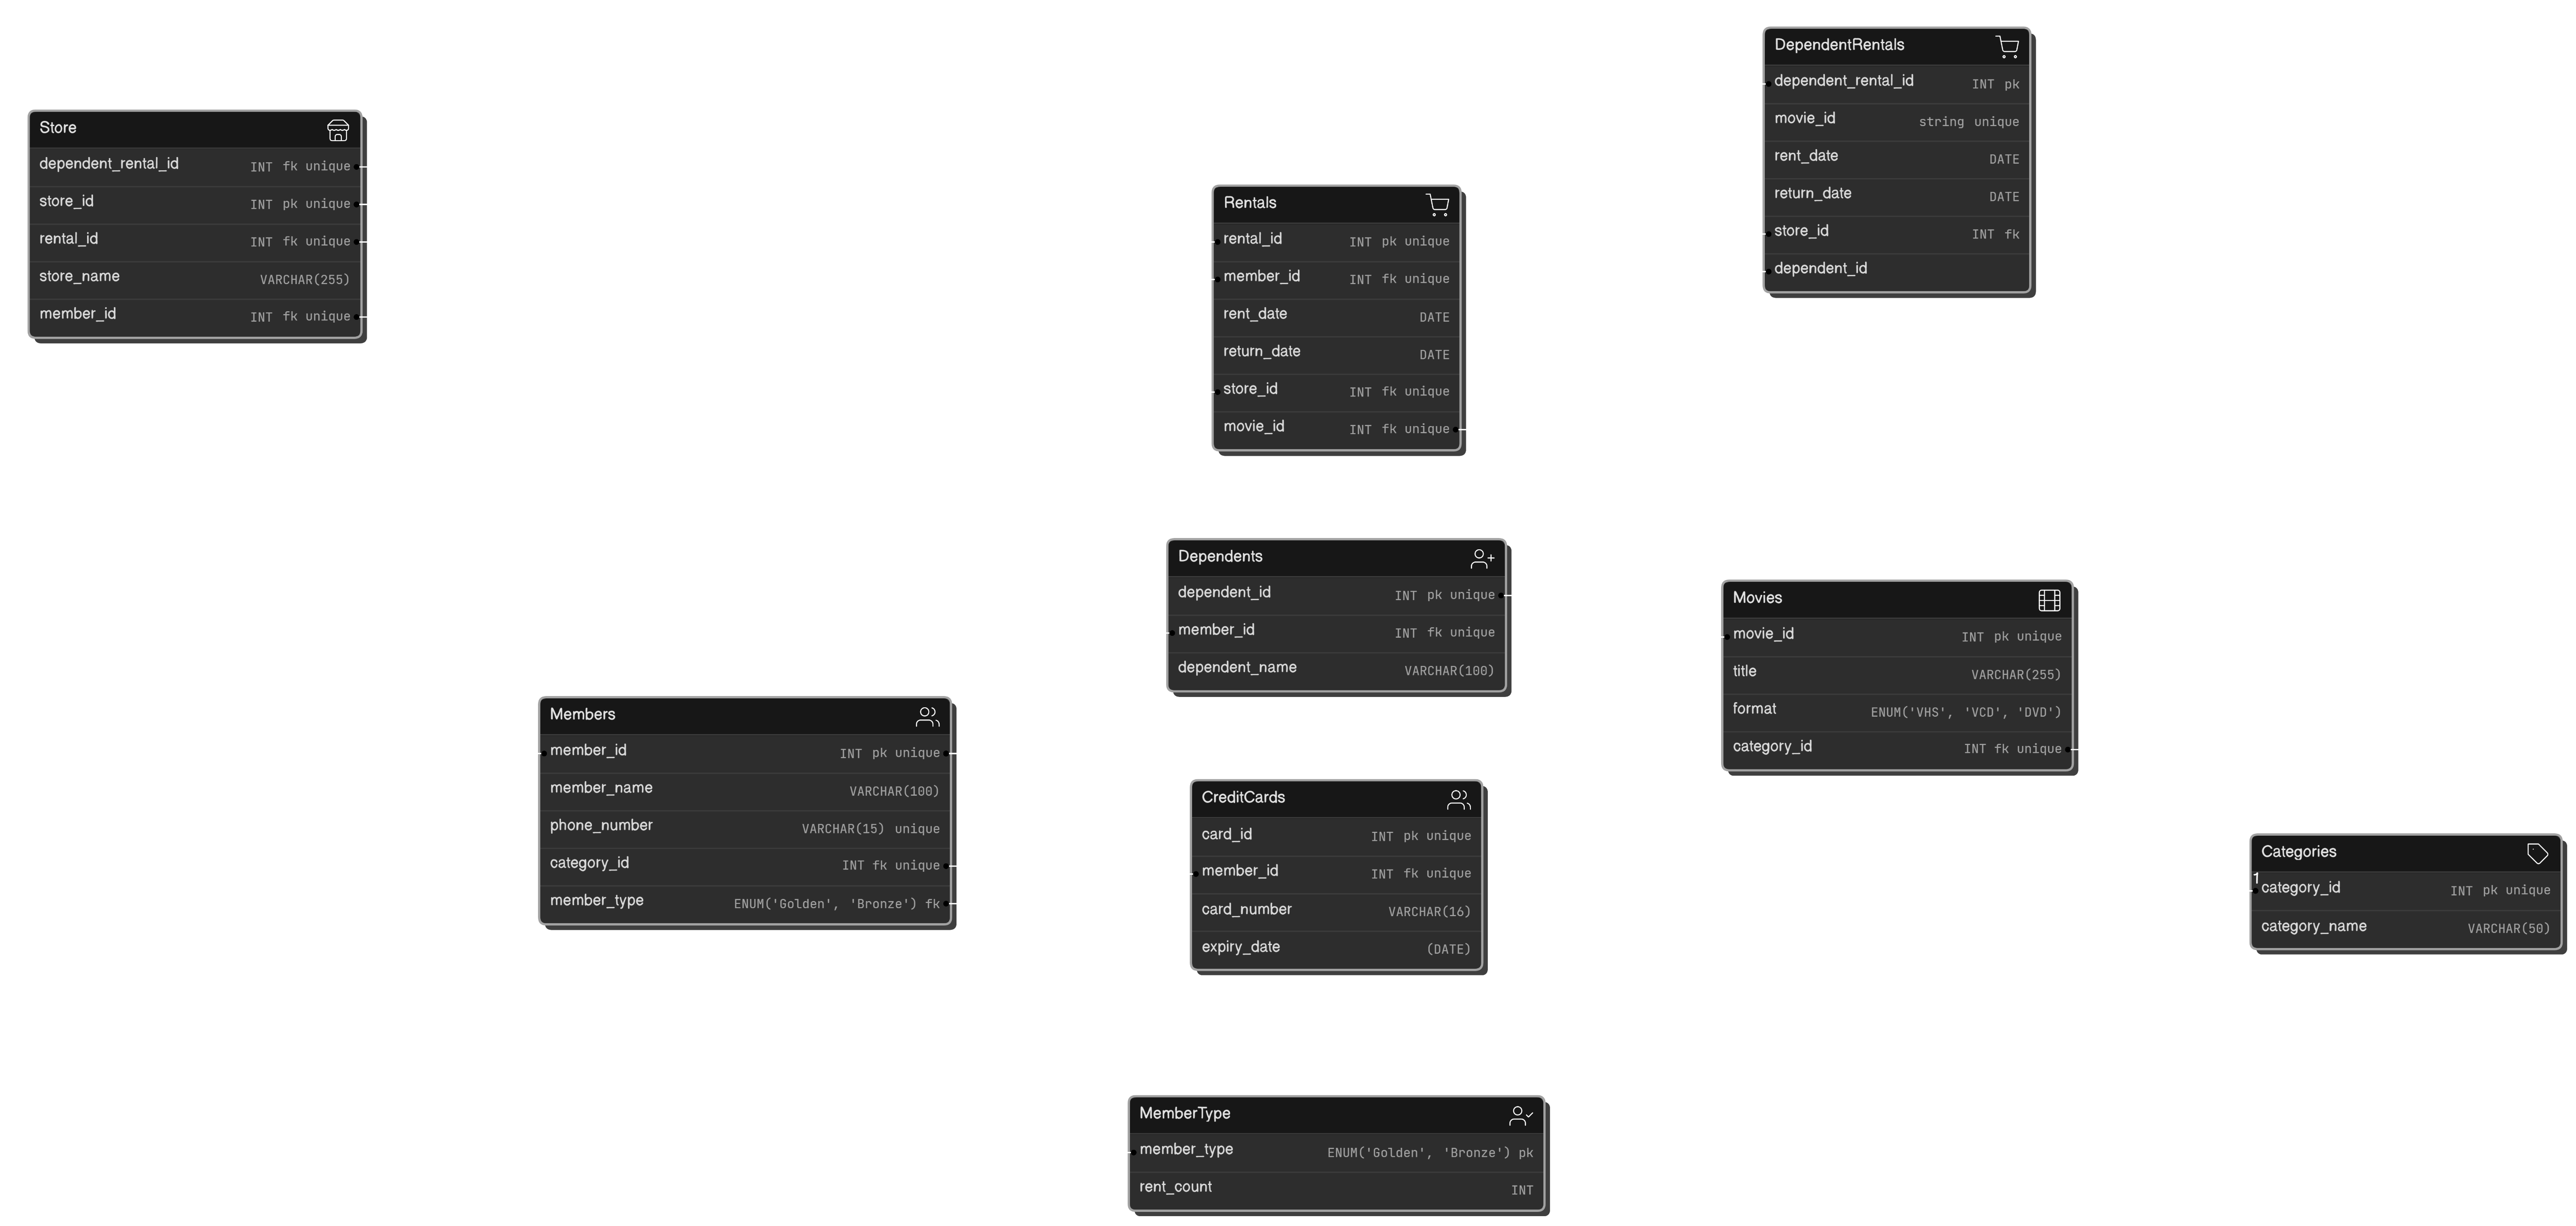 Store
dependent_rental_id INT fk unique
store_id INT pk unique
rental_id INT fk unique
store_name VARCHAR(255)
member_id INT fk unique
Rentals
rental_id INT pk unique
member_id INT fk unique
rent_date DATE
return_date DATE
store_id INT fk unique
movie_id INT fk unique
DependentRentals
dependent_rental_id INT pk
movie_id string unique
rent_date DATE
return_date DATE
store_id INT fk
dependent_id
Dependents
dependent_id INT pk unique
member_id INT fk unique
dependent_name VARCHAR(100)
Movies
movie_id INT pk unique
title VARCHAR(255)
format ENUM('VHS', 'VCD', 'DVD')
category_id INT fk unique
Members
member_id INT pk unique
member_name VARCHAR(100)
phone_number VARCHAR(15) unique
category_id INT fk unique
member_type ENUM('Golden', 'Bronze') fk
CreditCards
card_id INT pk unique
member_id INT fk unique
card_number VARCHAR(16)
expiry_date (DATE)
Categories
1
category_id INT pk unique
category_name VARCHAR(50)
MemberType
member_type ENUM('Golden', 'Bronze') pk
rent_count INT